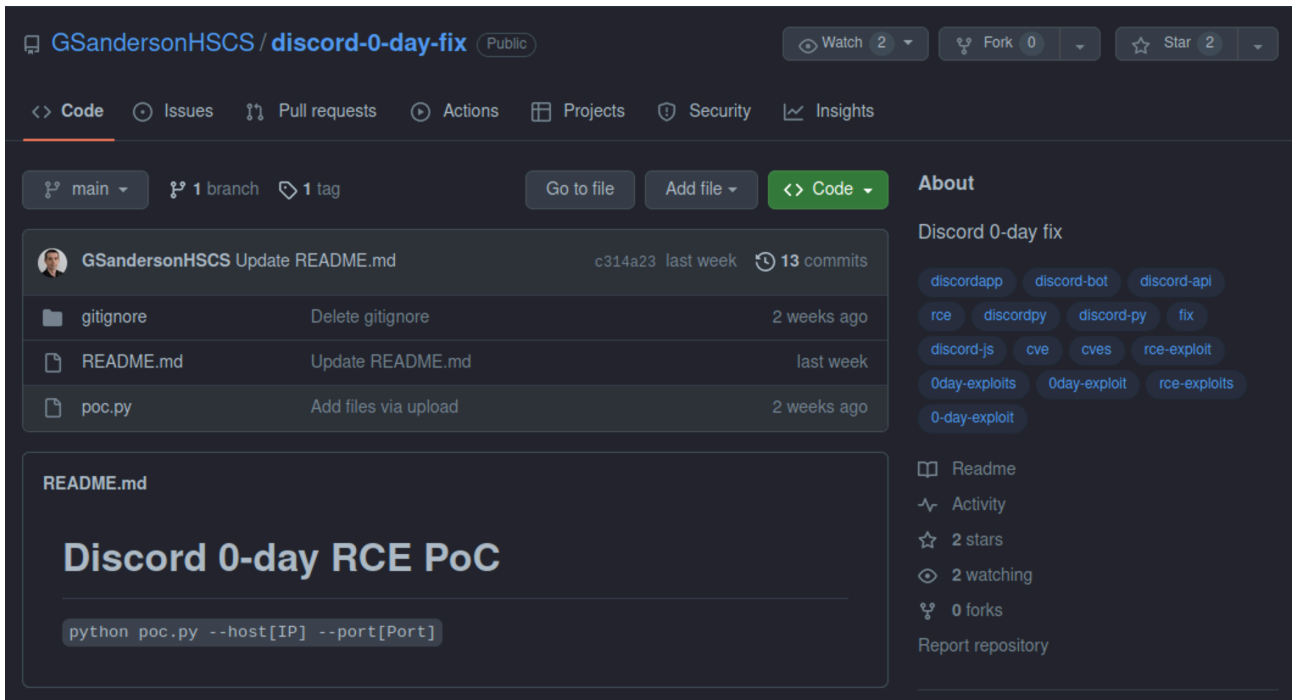 GSandersonHSCS / discord-0-day-fix Public
Watch 2
Fork 0
Star 2
Code Issues Pull requests Actions Projects Security Insights
main 1 branch 1 tag Go to file Add file Code
GSandersonHSCS Update README.md c314a23 last week 13 commits
gitignore Delete gitignore 2 weeks ago
README.md Update README.md last week
poc.py Add files via upload 2 weeks ago
README.md
Discord 0-day RCE PoC
python poc.py --host[IP] --port[Port]
About
Discord 0-day fix
discordapp discord-bot discord-api
rce discordpy discord-py fix
discord-js cve cves rce-exploit
0day-exploits 0day-exploit rce-exploits
0-day-exploit
Readme
Activity
2 stars
2 watching
0 forks
Report repository